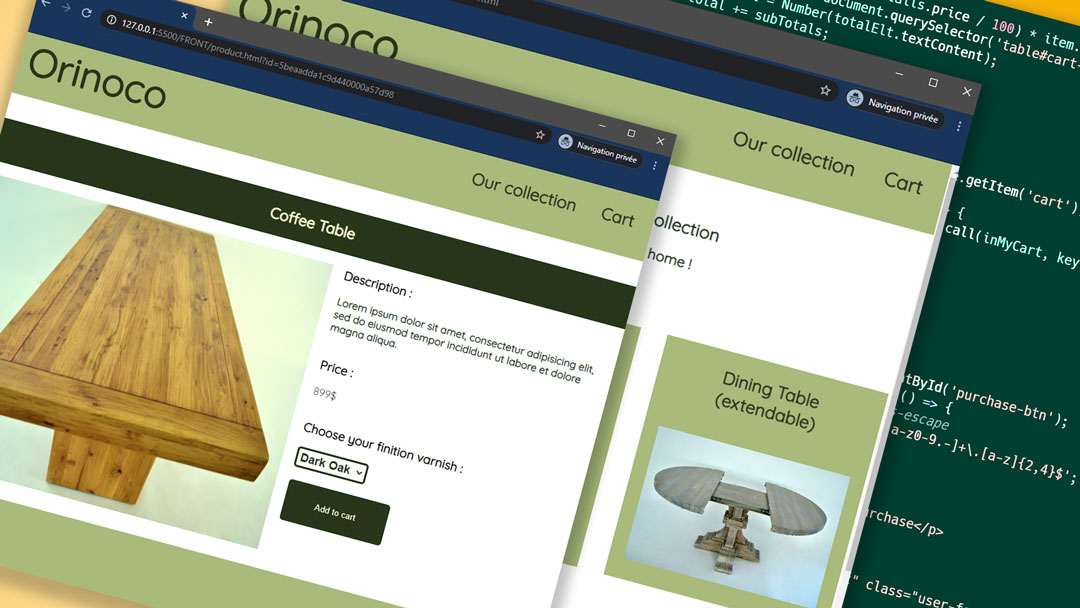 Orinoco
127.0.0.1:5500/FRONT/product.html?id=5beaadda1c9d440000a57d98
Navigation privée
Orinoco
Our collection
Cart
Coffee Table
Description :
Lorem ipsum dolor sit amet, consectetur adipisicing elit,
sed do eiusmod tempor incididunt ut labore et dolore
magna aliqua.
Price :
899$
Choose your finition varnish :
Dark Oak
Add to cart
html
Navigation privée
Our collection
Cart
ollection
home !
Dining Table
(extendable)
.price / 100) * item.
total += subTotals;
document.querySelector('table#cart-
= Number(totalElt.textContent);
.getItem('cart')
{
call(inMyCart, key
tById('purchase-btn');
() => {
-escape
a-z0-9.-]+\.[a-z]{2,4}$';
rchase</p>
" class="user-f